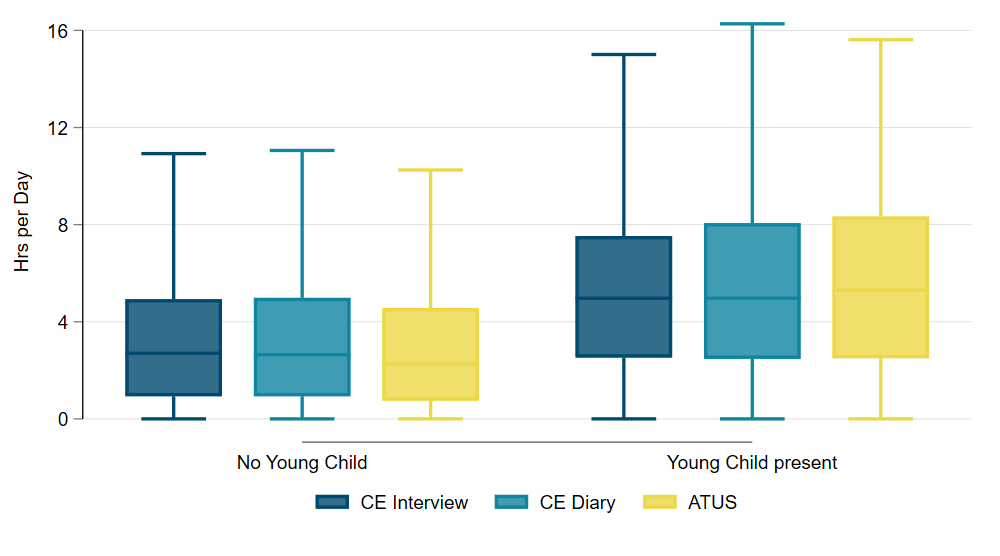 16
12
8
4
0
Hrs per Day
No Young Child
Young Child present
CE Interview
CE Diary
ATUS